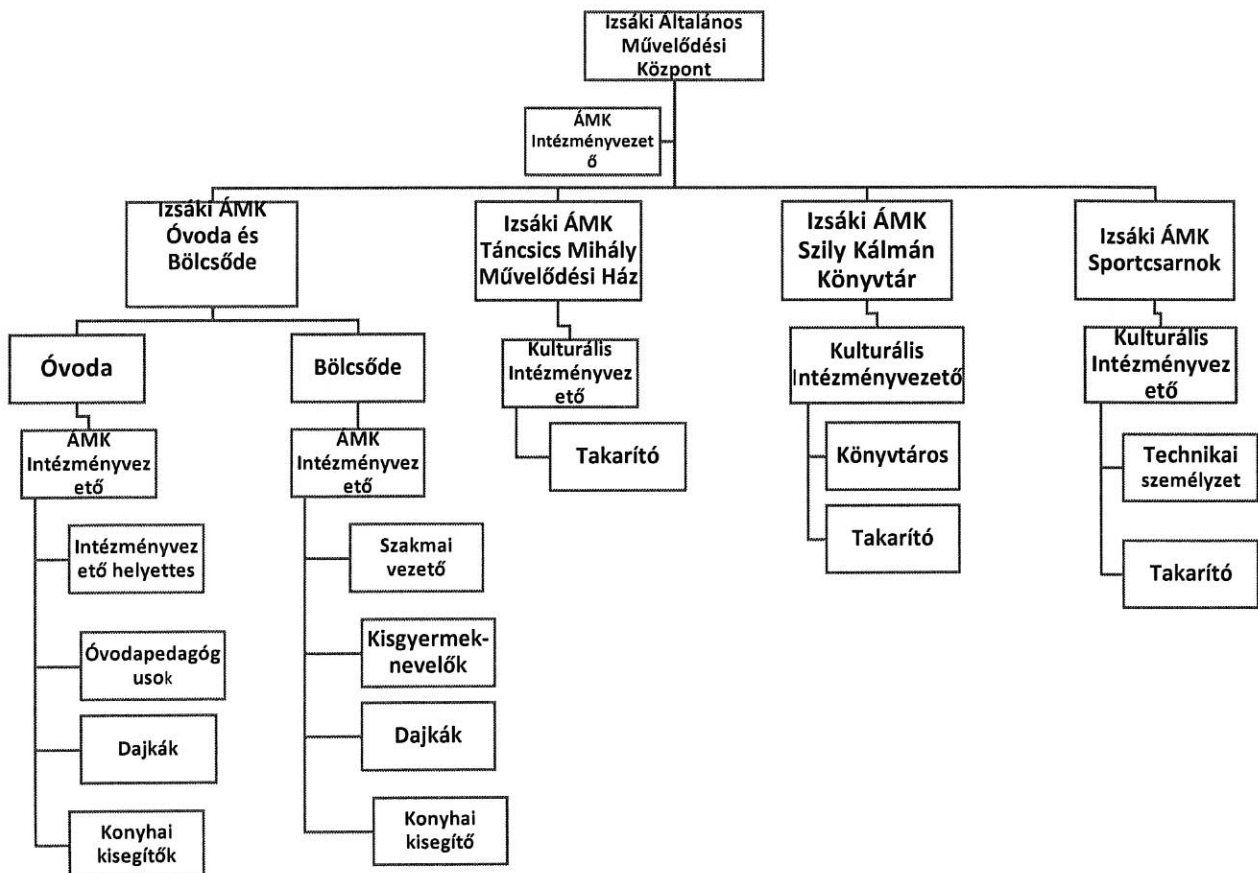 Izsáki Általános
Művelődési
Központ
ÁMK
Intézményvezet
ő
Izsáki ÁMK
Óvoda és
Bölcsőde
Izsáki ÁMK
Táncsics Mihály
Művelődési Ház
Izsáki ÁMK
Szily Kálmán
Könyvtár
Izsáki ÁMK
Sportcsarnok
Óvoda
Bölcsőde
Kulturális
Intézményvez
ető
Kulturális
Intézményvezető
Kulturális
Intézményvez
ető
ÁMK
Intézményvez
ető
ÁMK
Intézményvez
ető
Takarító
Könyvtáros
Technikai
személyzet
Intézményvez
ető helyettes
Szakmai
vezető
Takarító
Takarító
Óvodapedagóg
usok
Kisgyermek-
nevelők
Dajkák
Dajkák
Konyhai
kisegítők
Konyhai
kisegítő